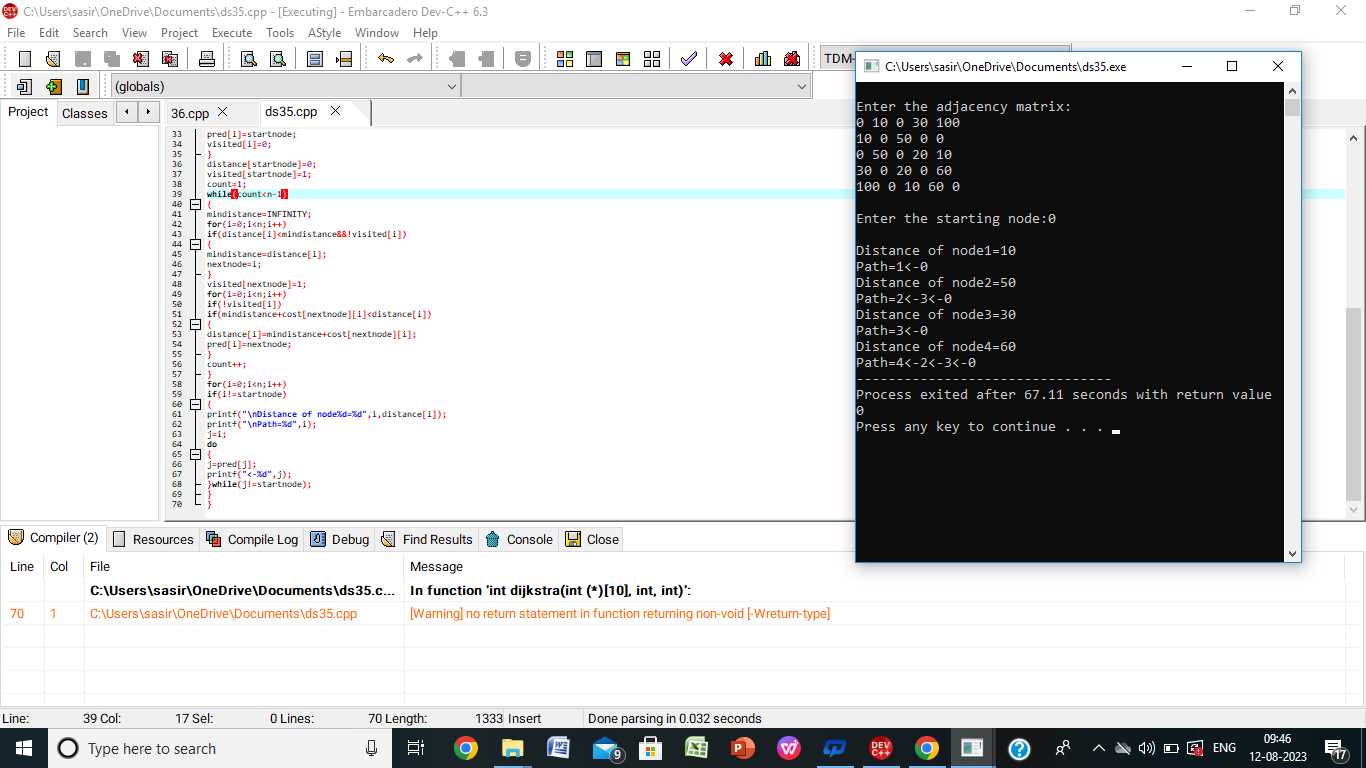 C:\Users\sasir\OneDrive\Documents\ds35.cpp - [Executing] - Embarcadero Dev-C++ 6.3
File Edit Search View Project Execute Tools AStyle Window Help
TDM-
(globals)
Project Classes
36.cpp ds35.cpp
33 pred[i]=startnode;
34 visited[i]=0;
35 }
36 distance[startnode]=0;
37 visited[startnode]=1;
38 count=1;
39 while(count<n-1)
40 {
41 mindistance=INFINITY;
42 for(i=0;i<n;i++)
43 if(distance[i]<mindistance&&!visited[i])
44 {
45 mindistance=distance[i];
46 nextnode=i;
47 }
48 visited[nextnode]=1;
49 for(i=0;i<n;i++)
50 if(!visited[i])
51 if(mindistance+cost[nextnode][i]<distance[i])
52 {
53 distance[i]=mindistance+cost[nextnode][i];
54 pred[i]=nextnode;
55 }
56 count++;
57 }
58 for(i=0;i<n;i++)
59 if(i!=startnode)
60 {
61 printf("\nDistance of node%d=%d",i,distance[i]);
62 printf("\nPath=%d",i);
63 j=i;
64 do
65 {
66 j=pred[j];
67 printf("<-%d",j);
68 }while(j!=startnode);
69 }
70 }
C:\Users\sasir\OneDrive\Documents\ds35.exe
Enter the adjacency matrix:
0 10 0 30 100
10 0 50 0 0
0 50 0 20 10
30 0 20 0 60
100 0 10 60 0
Enter the starting node:0
Distance of node1=10
Path=1<-0
Distance of node2=50
Path=2<-3<-0
Distance of node3=30
Path=3<-0
Distance of node4=60
Path=4<-2<-3<-0
--------------------------------
Process exited after 67.11 seconds with return value
0
Press any key to continue . . .
Compiler (2) Resources Compile Log Debug Find Results Console Close
Line Col File Message
C:\Users\sasir\OneDrive\Documents\ds35.c... In function 'int dijkstra(int (*)[10], int, int)':
70 1 C:\Users\sasir\OneDrive\Documents\ds35.cpp [Warning] no return statement in function returning non-void [-Wreturn-type]
Line: 39 Col: 17 Sel: 0 Lines: 70 Length: 1333 Insert Done parsing in 0.032 seconds
Type here to search
9
DEV C++
ENG
09:46
12-08-2023
17